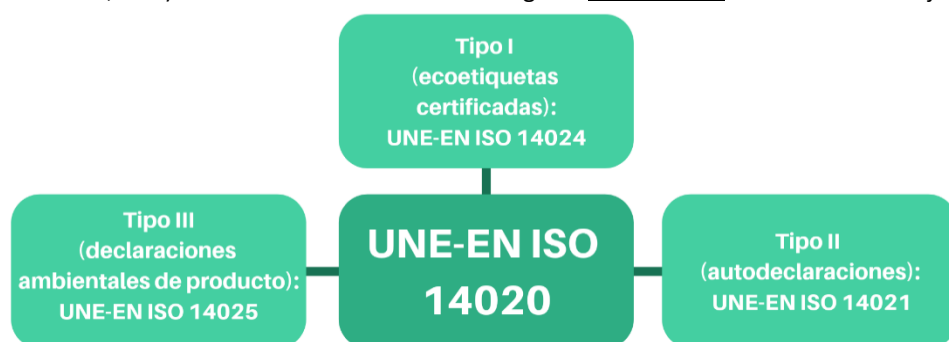 Tipo I
(ecoetiquetas
certificadas):
UNE-EN ISO 14024
Tipo III
(declaraciones
ambientales de producto):
UNE-EN ISO 14025
UNE-EN ISO
14020
Tipo II
(autodeclaraciones):
UNE-EN ISO 14021